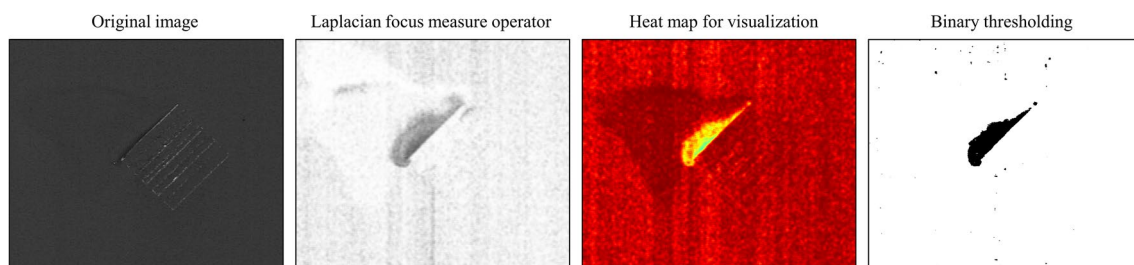 Original image
Laplacian focus measure operator
Heat map for visualization
Binary thresholding